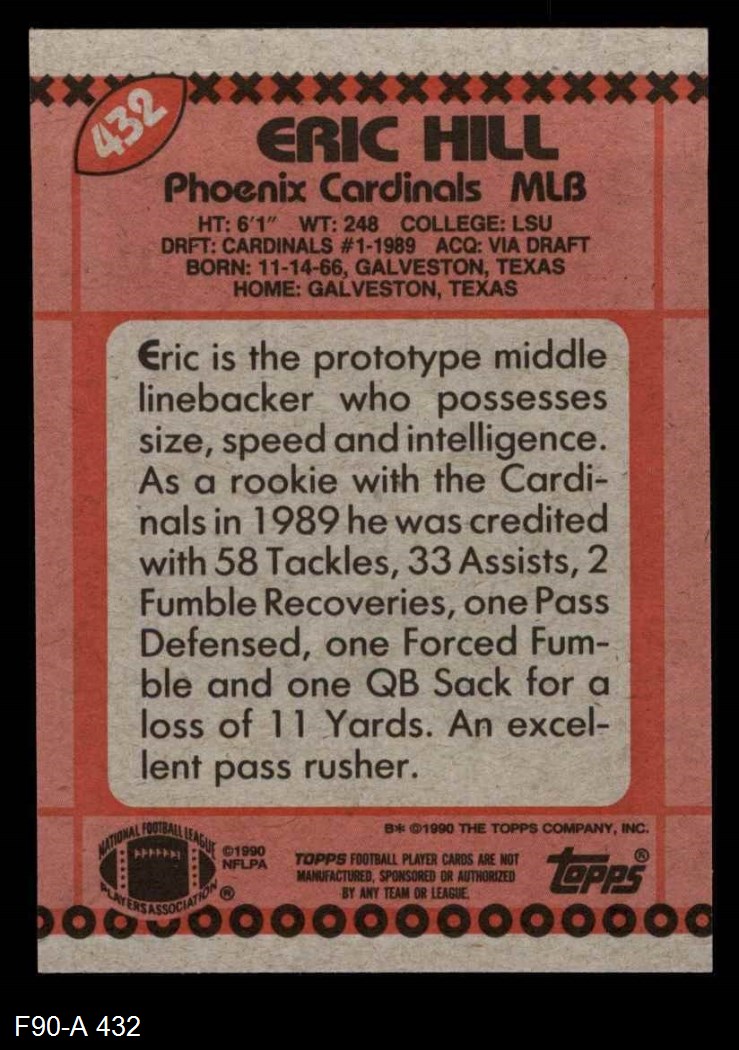 432
ERIC HILL
Phoenix Cardinals MLB
HT: 6'1" WT: 248 COLLEGE: LSU
DRFT: CARDINALS #1-1989 ACQ: VIA DRAFT
BORN: 11-14-66, GALVESTON, TEXAS
HOME: GALVESTON, TEXAS
Eric is the prototype middle
linebacker who possesses
size, speed and intelligence.
As a rookie with the Cardi-
nals in 1989 he was credited
with 58 Tackles, 33 Assists, 2
Fumble Recoveries, one Pass
Defensed, one Forced Fum-
ble and one QB Sack for a
loss of 11 Yards. An excel-
lent pass rusher.
B* ©1990 THE TOPPS COMPANY, INC.
NATIONAL FOOTBALL LEAGUE
PLAYERS ASSOCIATION ®
©1990
NFLPA
TOPPS FOOTBALL PLAYER CARDS ARE NOT
MANUFACTURED, SPONSORED OR AUTHORIZED
BY ANY TEAM OR LEAGUE.
topps®
F90-A 432